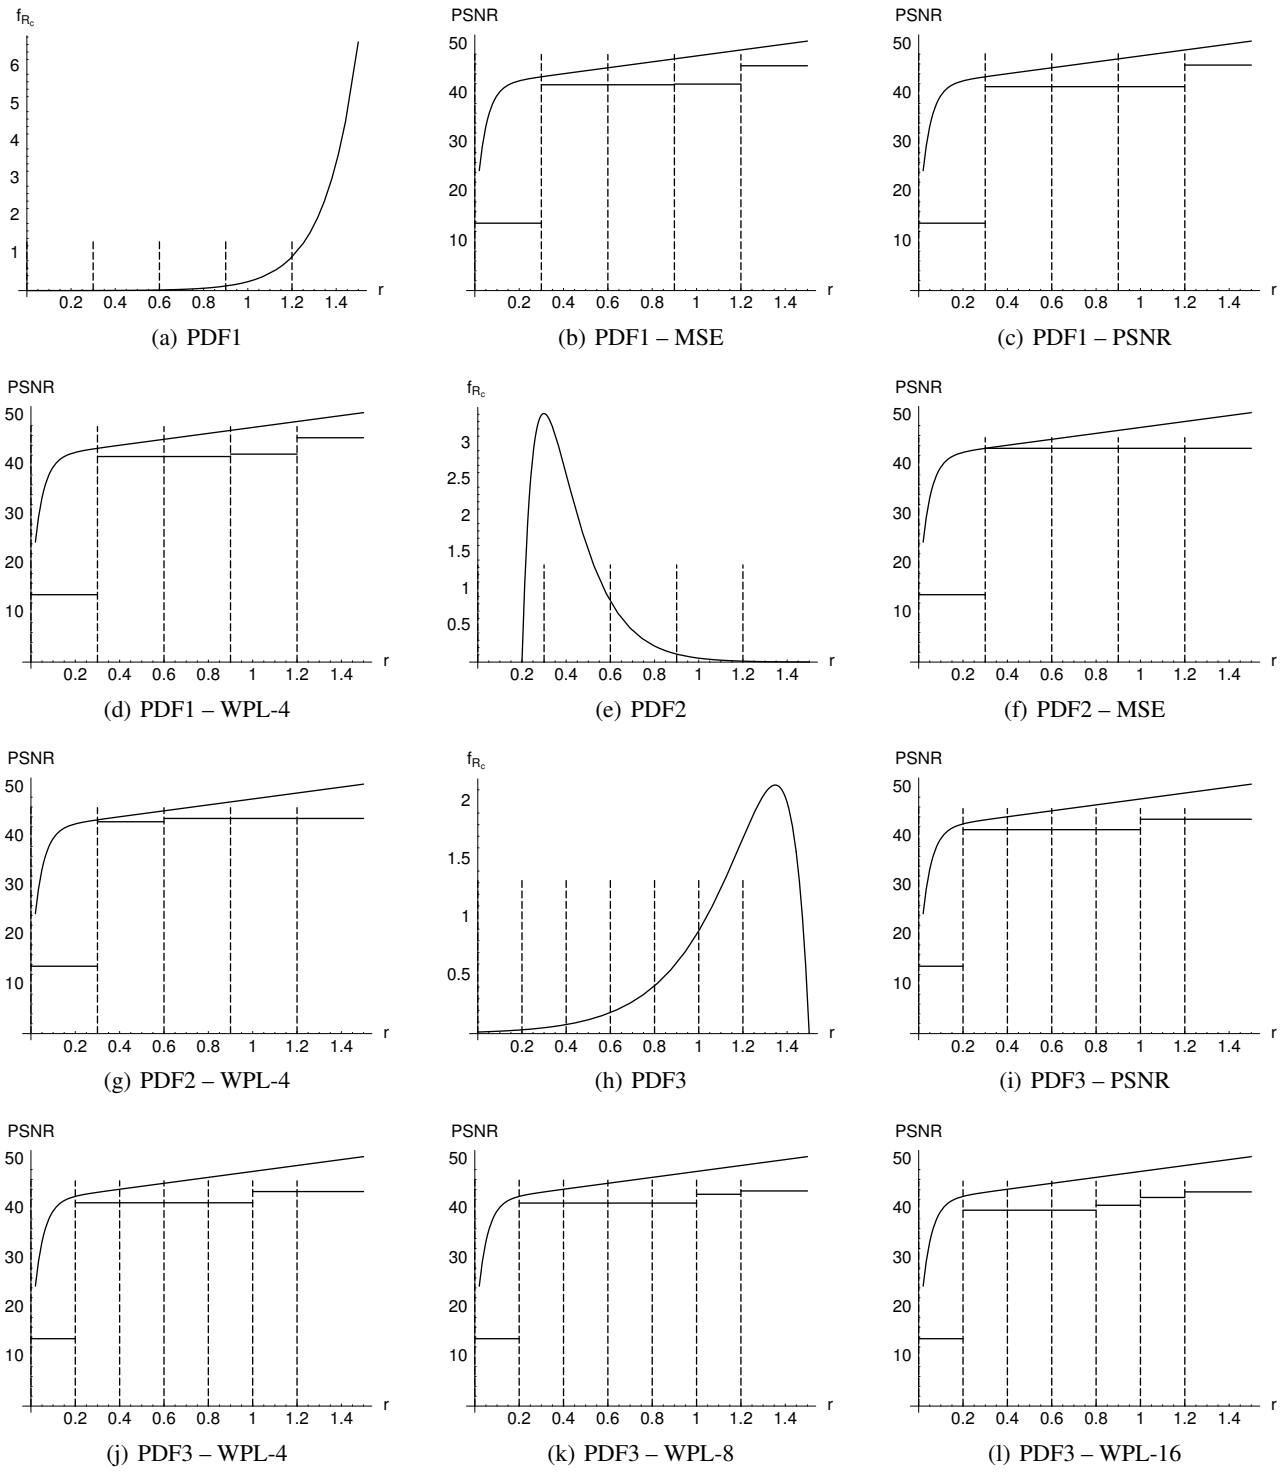 f_{R_c}
6
5
4
3
2
1
0.2 0.4 0.6 0.8 1 1.2 1.4 r
(a) PDF1
PSNR
50
40
30
20
10
0.2 0.4 0.6 0.8 1 1.2 1.4 r
(b) PDF1 – MSE
PSNR
50
40
30
20
10
0.2 0.4 0.6 0.8 1 1.2 1.4 r
(c) PDF1 – PSNR
PSNR
50
40
30
20
10
0.2 0.4 0.6 0.8 1 1.2 1.4 r
(d) PDF1 – WPL-4
f_{R_c}
3
2.5
2
1.5
1
0.5
0.2 0.4 0.6 0.8 1 1.2 1.4 r
(e) PDF2
PSNR
50
40
30
20
10
0.2 0.4 0.6 0.8 1 1.2 1.4 r
(f) PDF2 – MSE
PSNR
50
40
30
20
10
0.2 0.4 0.6 0.8 1 1.2 1.4 r
(g) PDF2 – WPL-4
f_{R_c}
2
1.5
1
0.5
0.2 0.4 0.6 0.8 1 1.2 1.4 r
(h) PDF3
PSNR
50
40
30
20
10
0.2 0.4 0.6 0.8 1 1.2 1.4 r
(i) PDF3 – PSNR
PSNR
50
40
30
20
10
0.2 0.4 0.6 0.8 1 1.2 1.4 r
(j) PDF3 – WPL-4
PSNR
50
40
30
20
10
0.2 0.4 0.6 0.8 1 1.2 1.4 r
(k) PDF3 – WPL-8
PSNR
50
40
30
20
10
0.2 0.4 0.6 0.8 1 1.2 1.4 r
(l) PDF3 – WPL-16